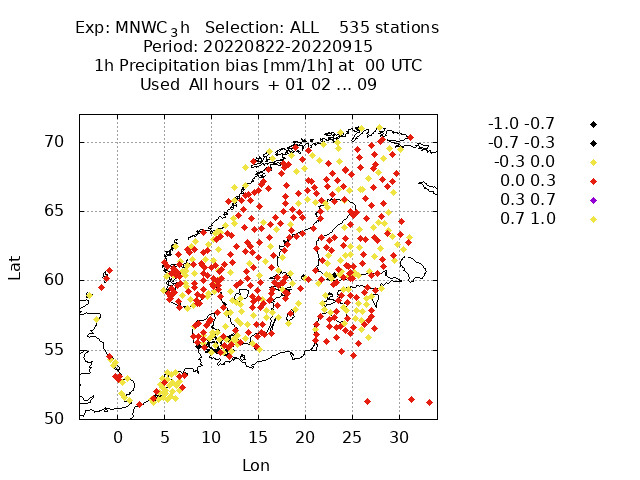 Exp: MNWC_3h Selection: ALL 535 stations
Period: 20220822-20220915
1h Precipitation bias [mm/1h] at 00 UTC
Used All hours + 01 02 ... 09
-1.0 -0.7
-0.7 -0.3
-0.3 0.0
0.0 0.3
0.3 0.7
0.7 1.0
70
65
60
55
50
Lat
0 5 10 15 20 25 30
Lon